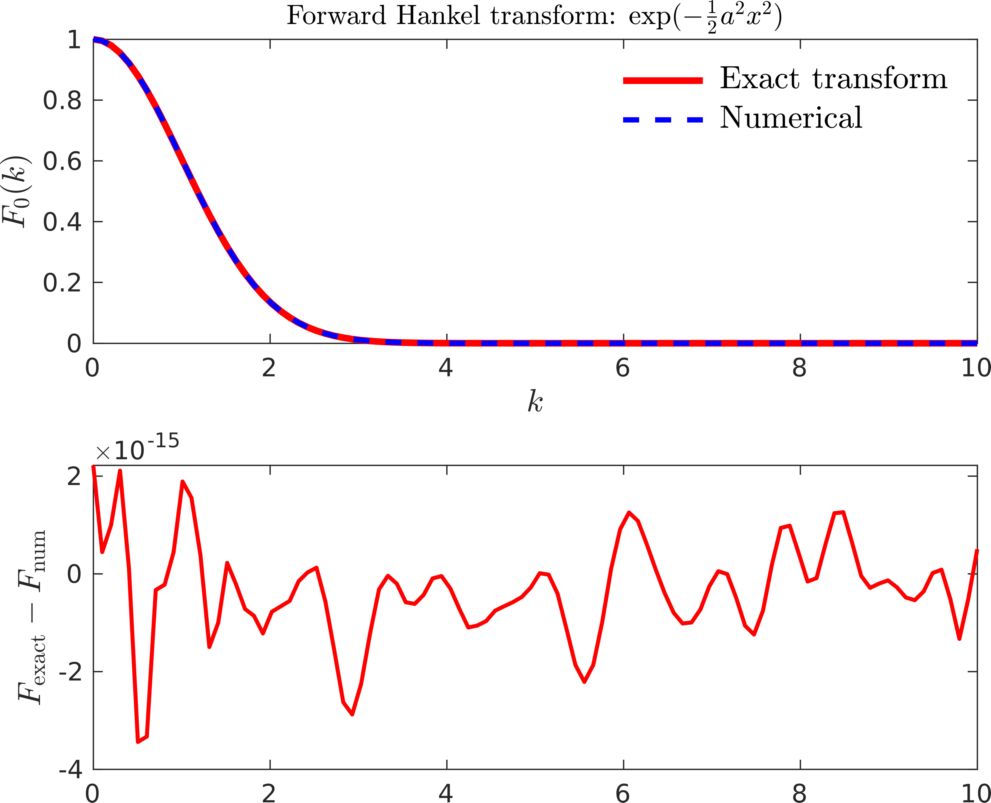 Forward Hankel transform: exp(−½a²x²)
1
0.8
0.6
0.4
0.2
0
F₀(k)
Exact transform
Numerical
0 2 4 6 8 10
k
×10⁻¹⁵
2
0
-2
-4
F_exact − F_num
0 2 4 6 8 10